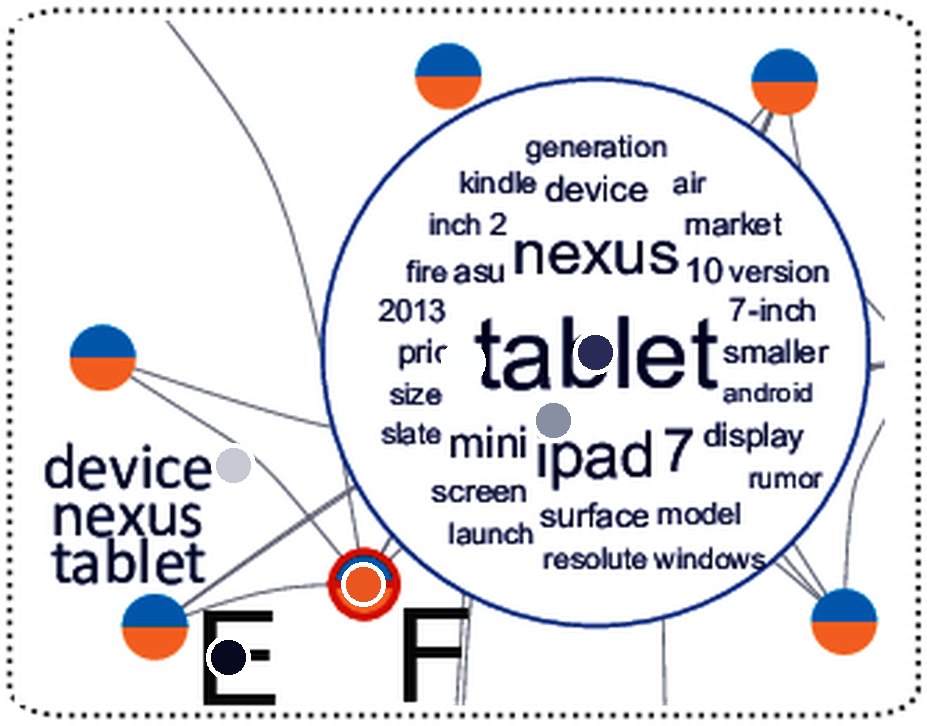 generation
kindle device air
inch 2 market
nexus
fire asu 10 version
2013 7-inch
tablet
smaller
size android
slate mini ipad 7 display
screen rumor
launch surface model
resolute windows
device
nexus
tablet
E F